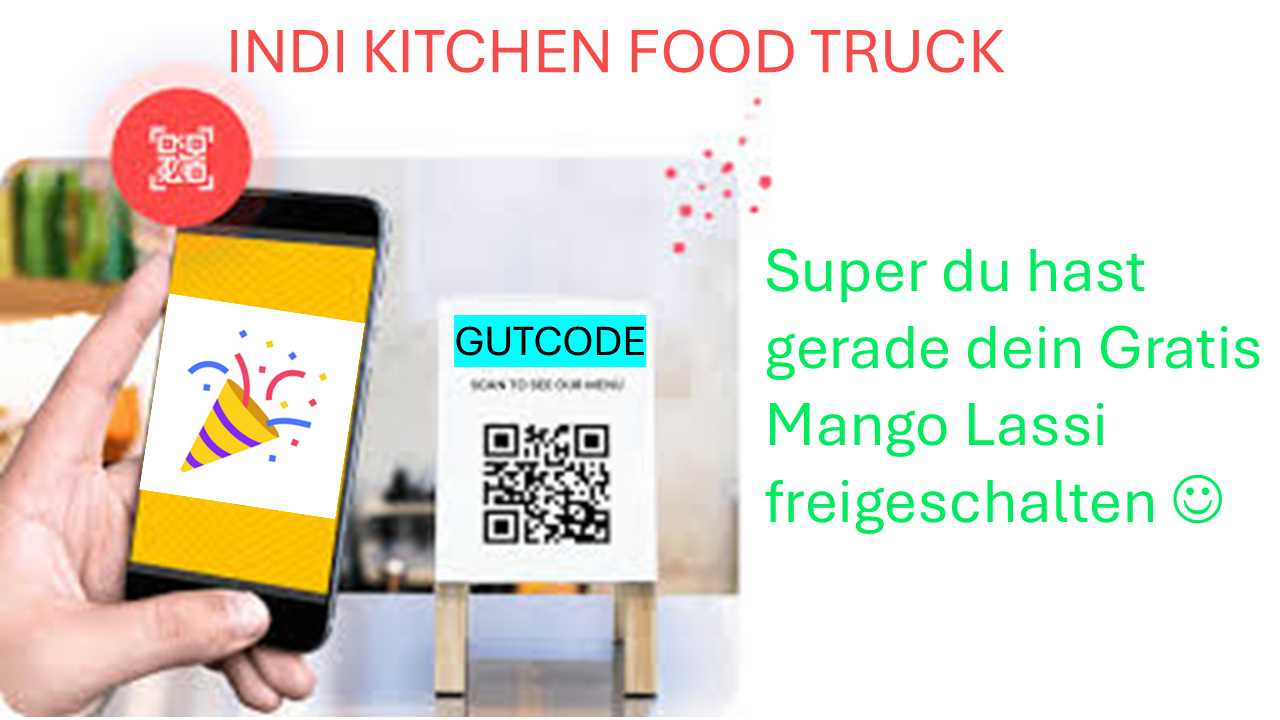 INDI KITCHEN FOOD TRUCK
GUTCODE
SCAN TO SEE OUR MENU
Super du hast
gerade dein Gratis
Mango Lassi
freigeschalten ☺